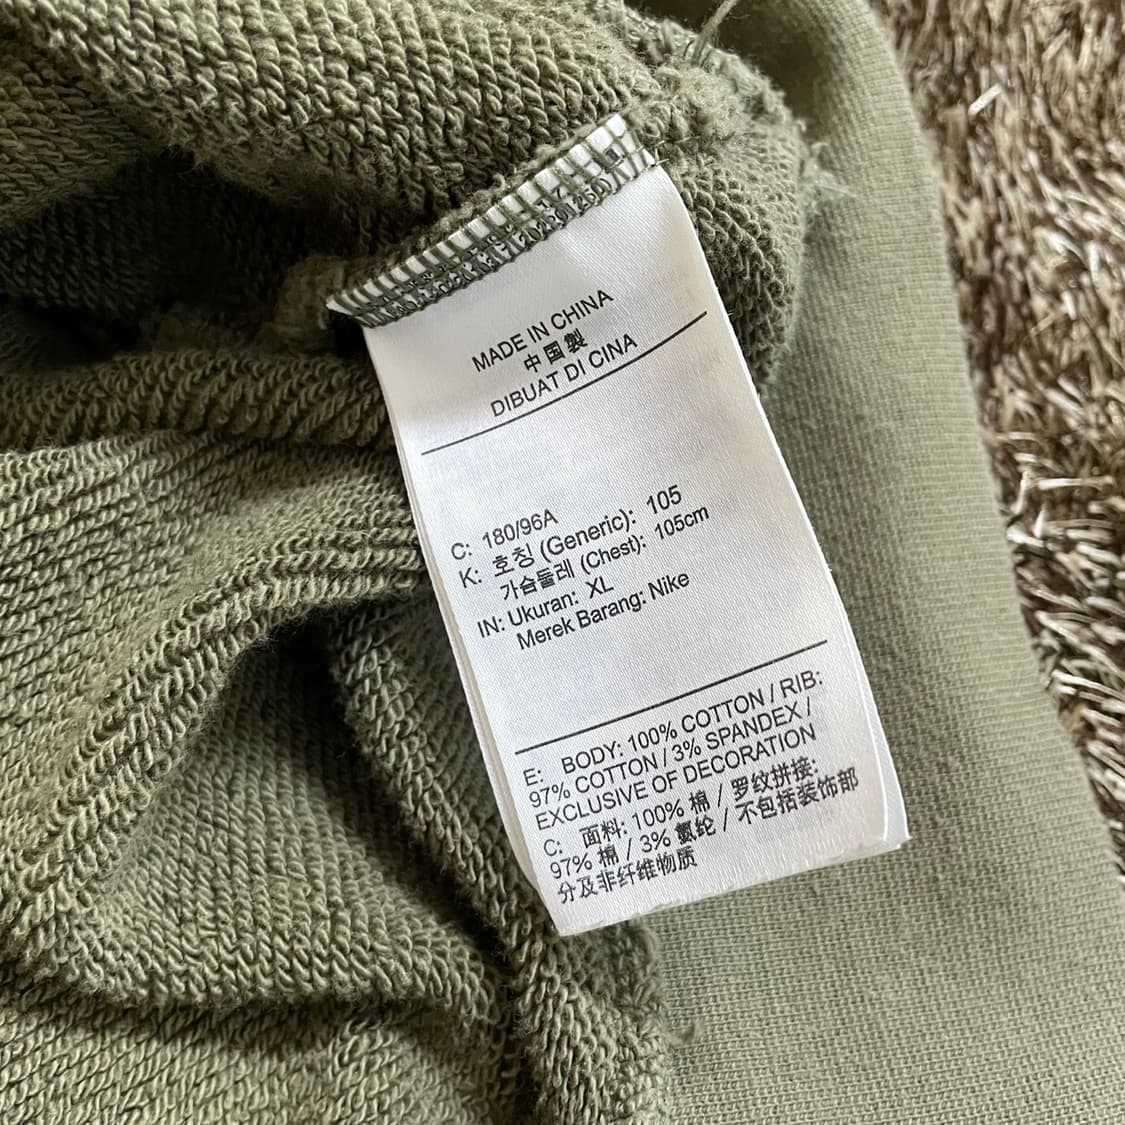 MADE IN CHINA
中国製
DIBUAT DI CINA
C: 180/96A
K: 호칭 (Generic): 105
가슴둘레 (Chest): 105cm
IN: Ukuran: XL
Merek Barang: Nike
E: BODY: 100% COTTON / RIB:
97% COTTON / 3% SPANDEX /
EXCLUSIVE OF DECORATION
C: 面料: 100% 棉 / 罗纹拼接:
97% 棉 / 3% 氨纶 / 不包括装饰部
分及非纤维物质